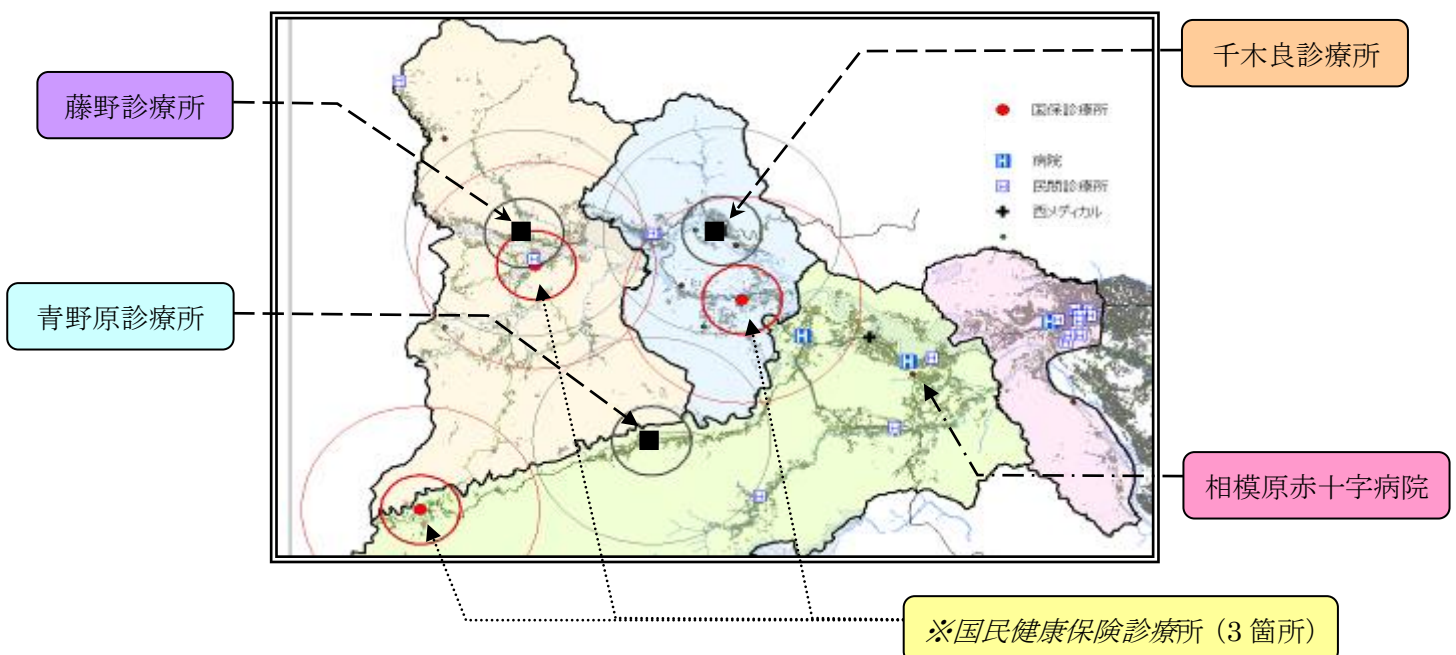 千木良診療所
藤野診療所
国保診療所
病院
民間診療所
西メディカル
青野原診療所
相模原赤十字病院
※国民健康保険診療所（3 箇所）